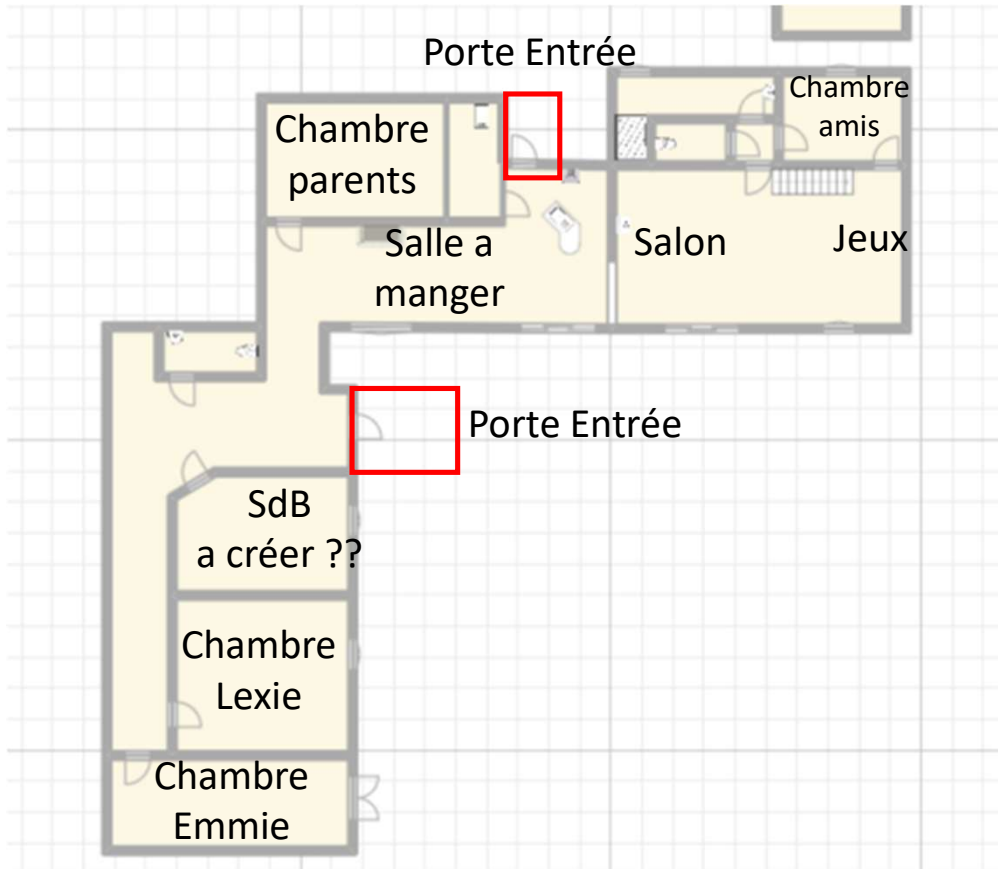 Porte Entrée
Chambre
parents
Chambre
amis
Salle a
manger
Salon
Jeux
Porte Entrée
SdB
a créer ??
Chambre
Lexie
Chambre
Emmie